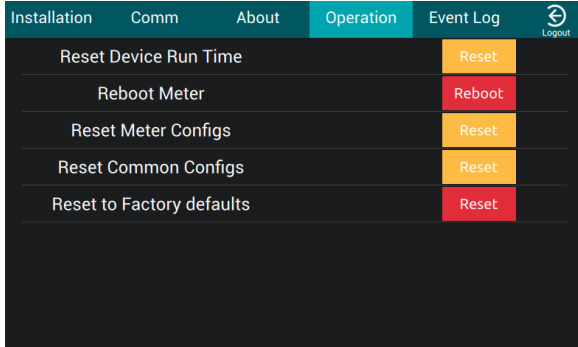 Installation Comm About Operation Event Log Logout
Reset Device Run Time Reset
Reboot Meter Reboot
Reset Meter Configs Reset
Reset Common Configs Reset
Reset to Factory defaults Reset